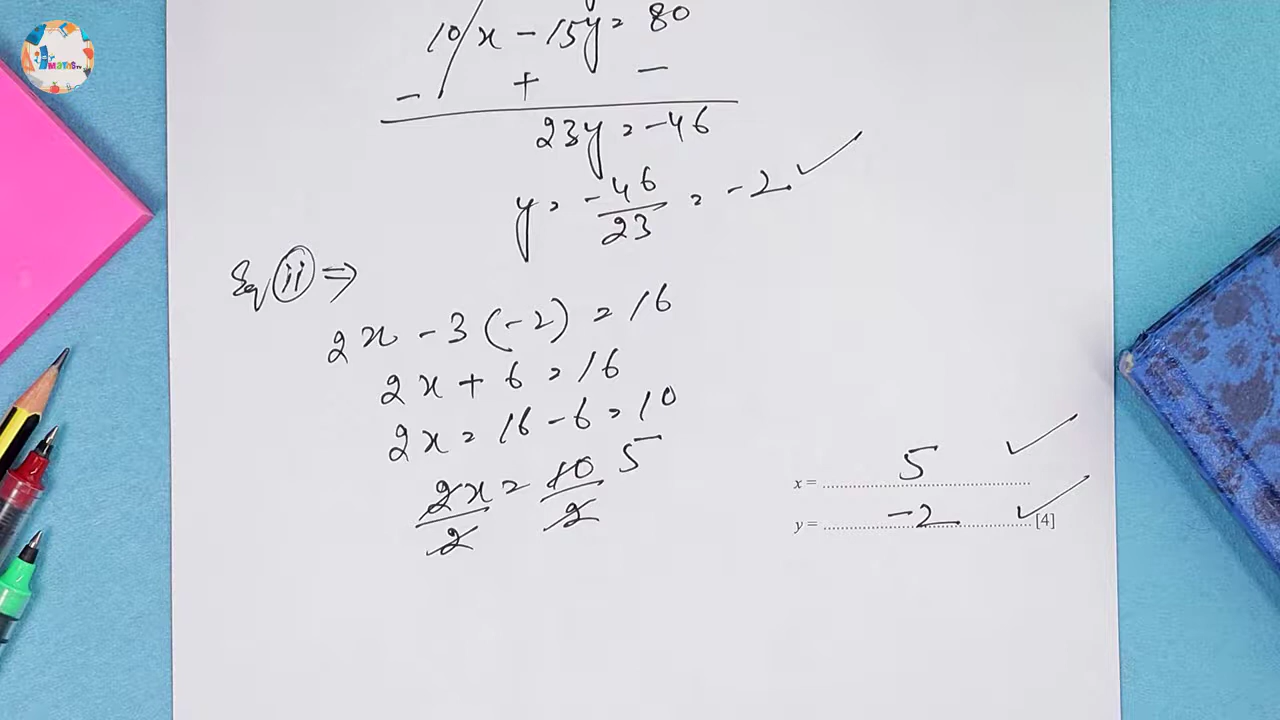 10x - 15y = 80
- + -
23y = -46
y = -46/23 = -2 ✓
Eq (ii) ⇒
2x - 3(-2) = 16
2x + 6 = 16
2x = 16 - 6 = 10
2x/2 = 10/2 5
x = 5 ✓
y = -2 ✓ [4]
MATHS